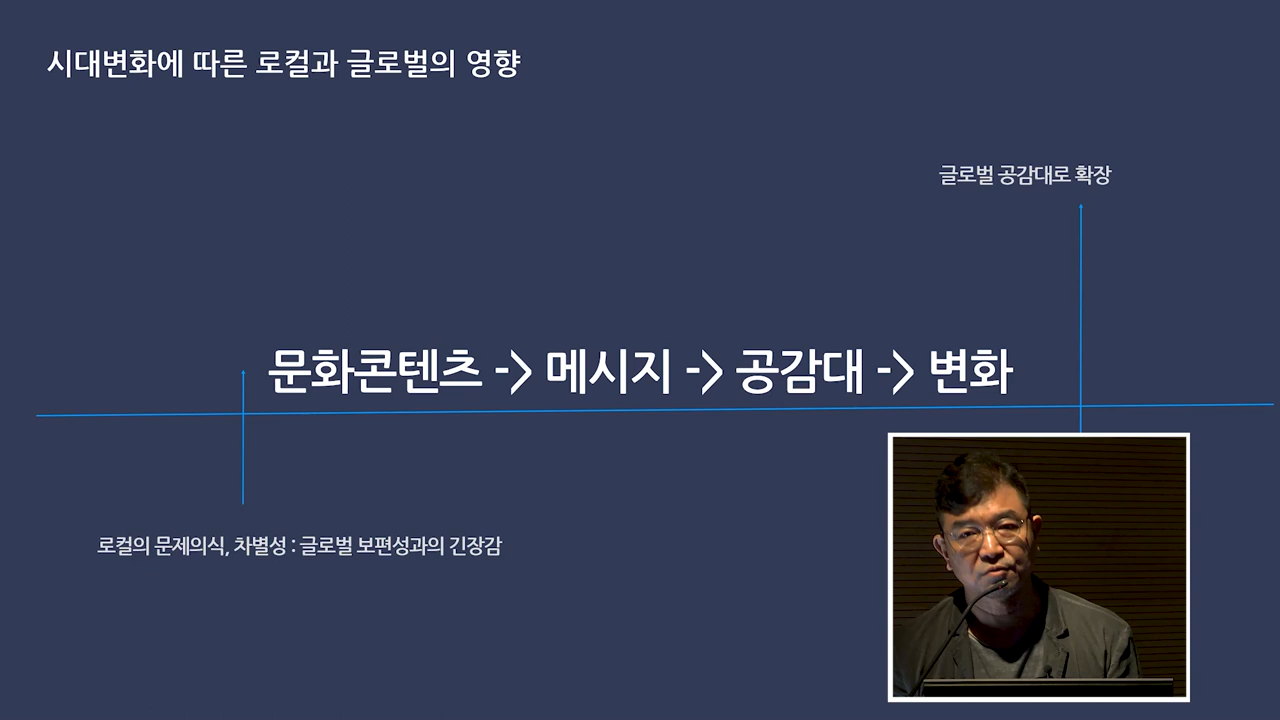 시대변화에 따른 로컬과 글로벌의 영향
글로벌 공감대로 확장
문화콘텐츠 -> 메시지 -> 공감대 -> 변화
로컬의 문제의식, 차별성 : 글로벌 보편성과의 긴장감